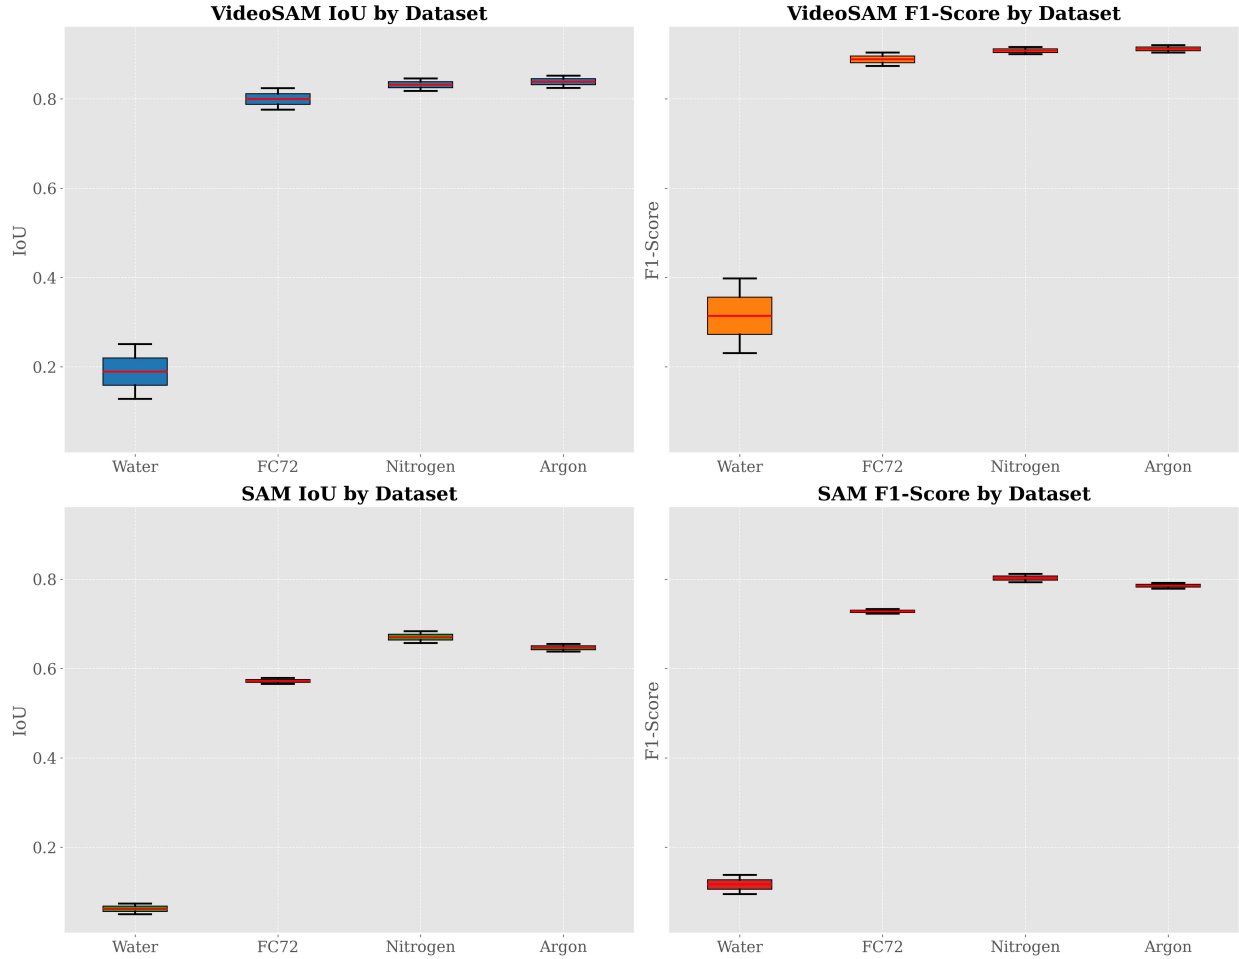 VideoSAM IoU by Dataset
VideoSAM F1-Score by Dataset
IoU
0.8
0.6
0.4
0.2
F1-Score
Water
FC72
Nitrogen
Argon
Water
FC72
Nitrogen
Argon
SAM IoU by Dataset
SAM F1-Score by Dataset
IoU
0.8
0.6
0.4
0.2
F1-Score
Water
FC72
Nitrogen
Argon
Water
FC72
Nitrogen
Argon